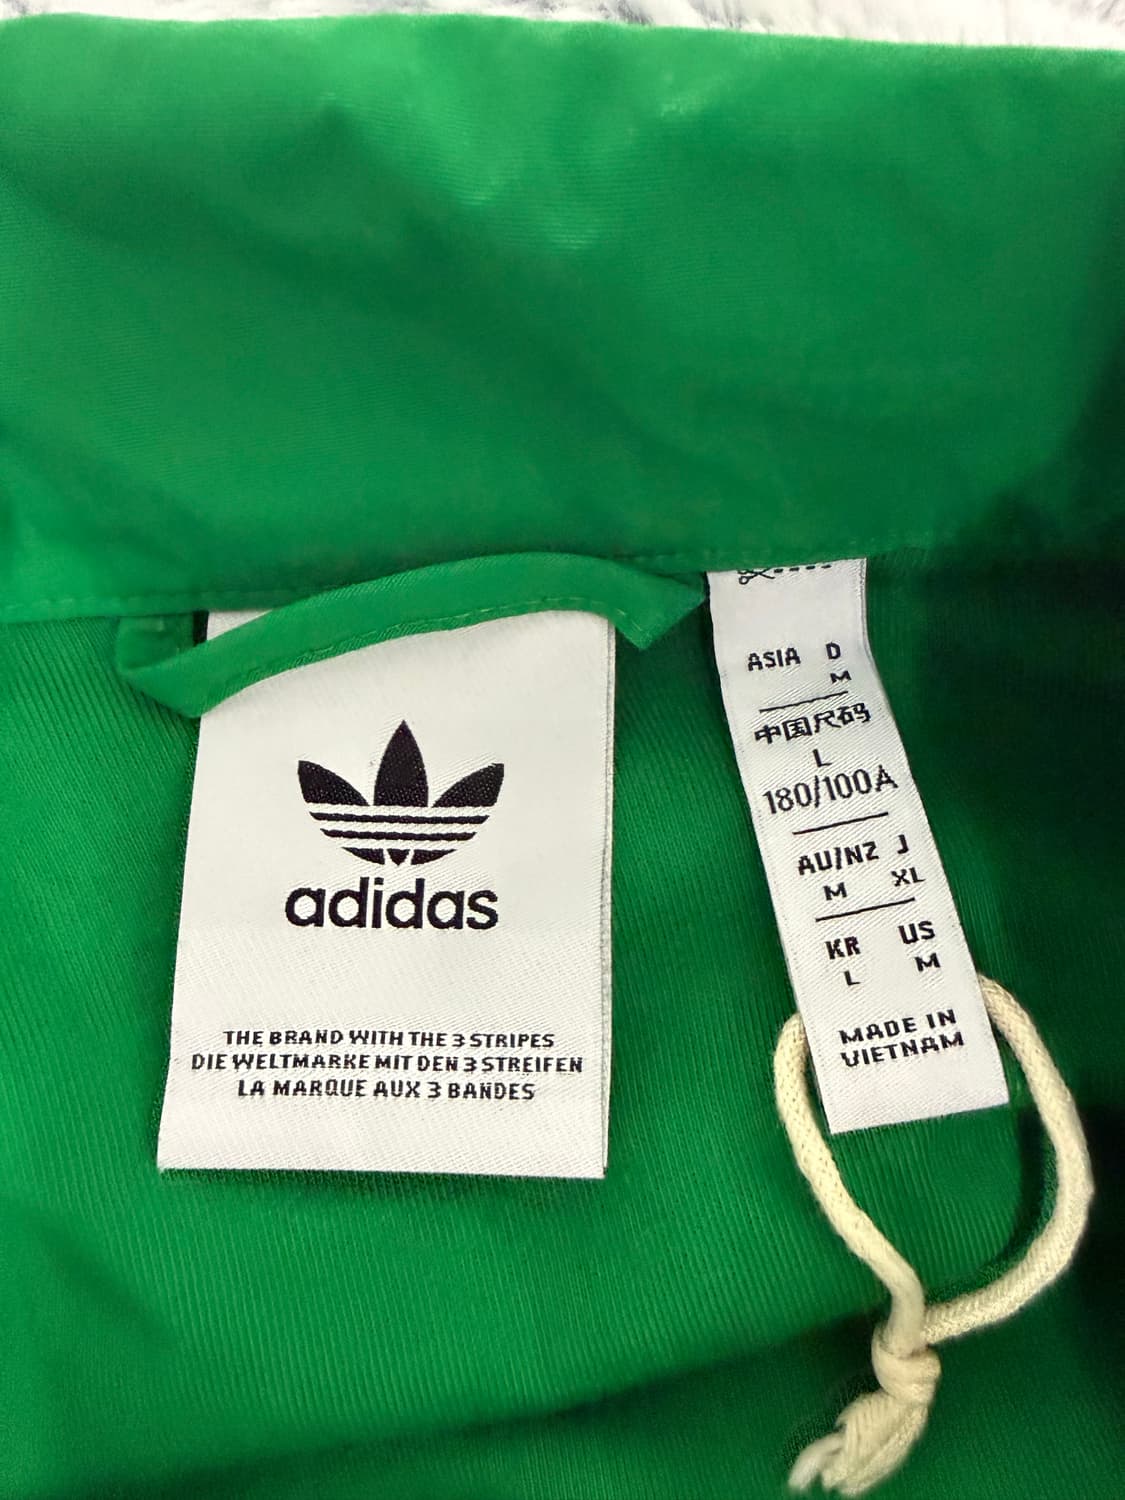 adidas
THE BRAND WITH THE 3 STRIPES
DIE WELTMARKE MIT DEN 3 STREIFEN
LA MARQUE AUX 3 BANDES
ASIA D
M
中国尺码
L
180/100A
AU/NZ J
M XL
KR US
L M
MADE IN
VIETNAM